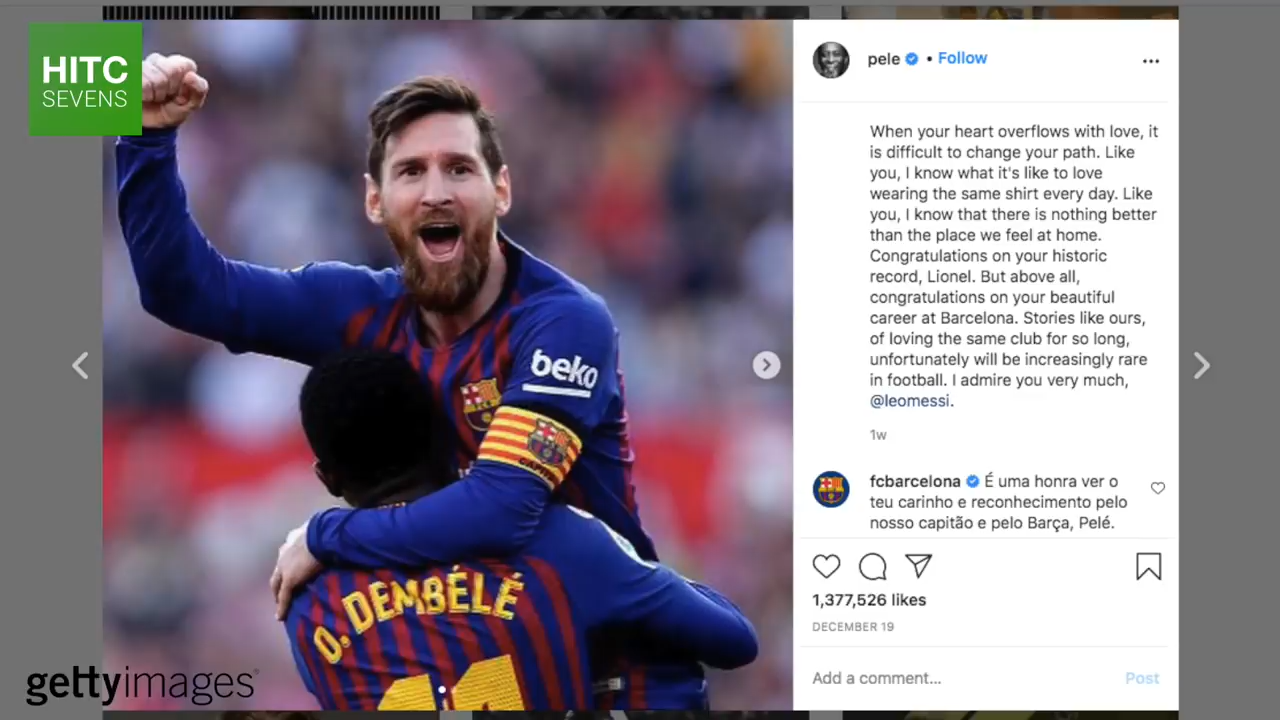 HITC
SEVENS
pele • Follow
When your heart overflows with love, it
is difficult to change your path. Like
you, I know what it's like to love
wearing the same shirt every day. Like
you, I know that there is nothing better
than the place we feel at home.
Congratulations on your historic
record, Lionel. But above all,
congratulations on your beautiful
career at Barcelona. Stories like ours,
of loving the same club for so long,
unfortunately will be increasingly rare
in football. I admire you very much,
@leomessi.
1w
fcbarcelona É uma honra ver o
teu carinho e reconhecimento pelo
nosso capitão e pelo Barça, Pelé.
1,377,526 likes
DECEMBER 19
Add a comment... Post
beko
O. DEMBÉLÉ
11
gettyimages